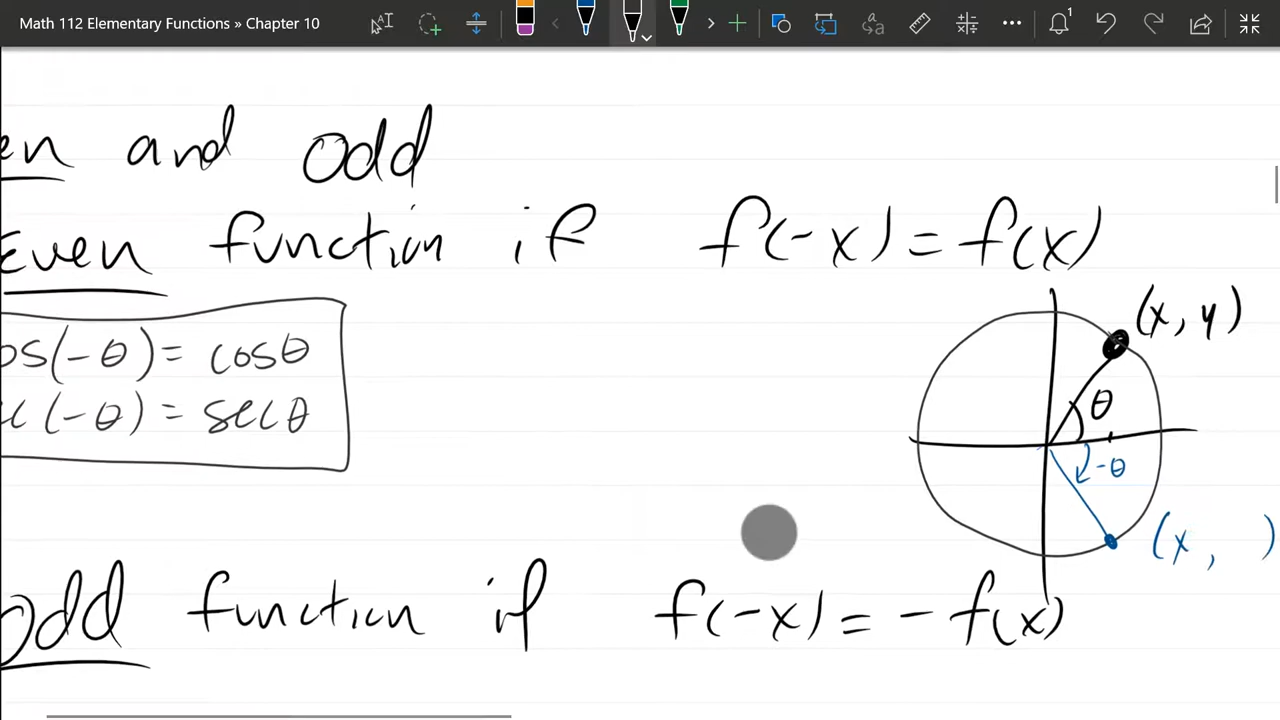 Math 112 Elementary Functions » Chapter 10
en and Odd
Even function if f(-x) = f(x)
(x, y)
os(-θ) = cosθ
c(-θ) = secθ
θ
-θ
(x, )
Odd function if f(-x) = - f(x)